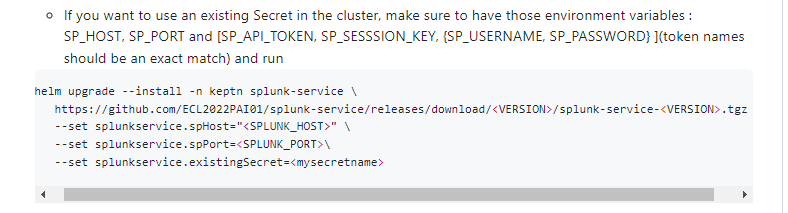 If you want to use an existing Secret in the cluster, make sure to have those environment variables :
SP_HOST, SP_PORT and [SP_API_TOKEN, SP_SESSSION_KEY, {SP_USERNAME, SP_PASSWORD} ](token names
should be an exact match) and run
helm upgrade --install -n keptn splunk-service \
https://github.com/ECL2022PAI01/splunk-service/releases/download/<VERSION>/splunk-service-<VERSION>.tgz
--set splunkservice.spHost="<SPLUNK_HOST>" \
--set splunkservice.spPort=<SPLUNK_PORT>\
--set splunkservice.existingSecret=<mysecretname>